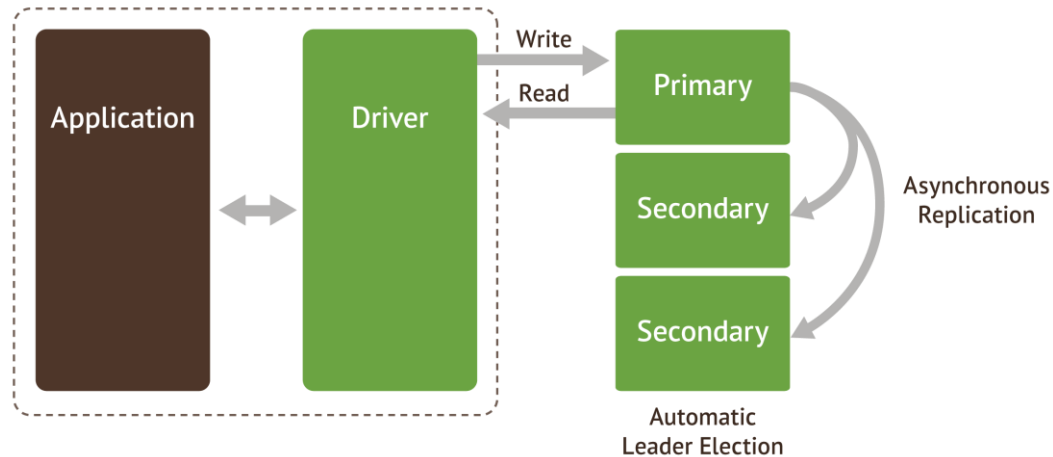 Application
Driver
Write
Read
Primary
Secondary
Secondary
Asynchronous
Replication
Automatic
Leader Election